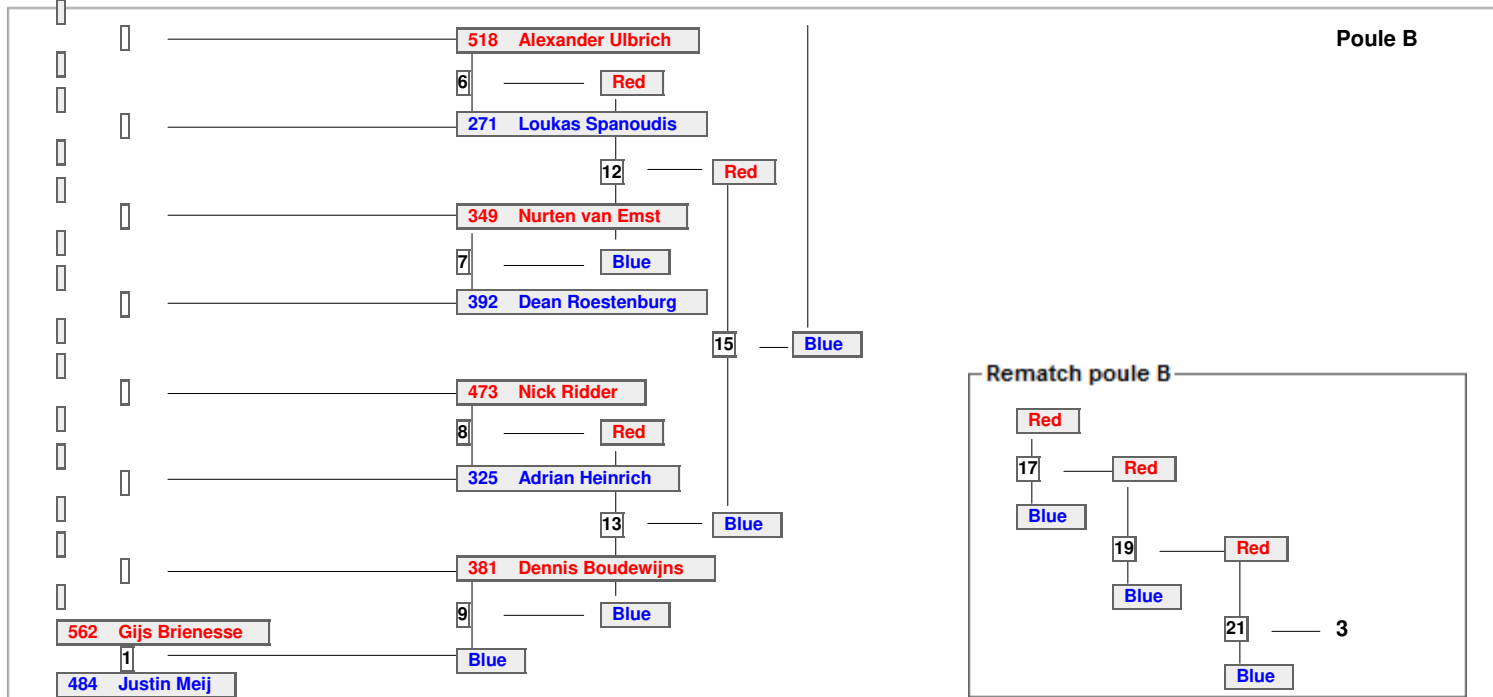 518 Alexander Ulbrich
Poule B
6 Red
271 Loukas Spanoudis
12 Red
349 Nurten van Emst
7 Blue
392 Dean Roestenburg
15 Blue
Rematch poule B
473 Nick Ridder
Red
8 Red
17 Red
325 Adrian Heinrich
Blue
13 Blue
19 Red
381 Dennis Boudewijns
Blue
9 Blue
562 Gijs Brienesse
21 3
1 Blue
Blue
484 Justin Meij